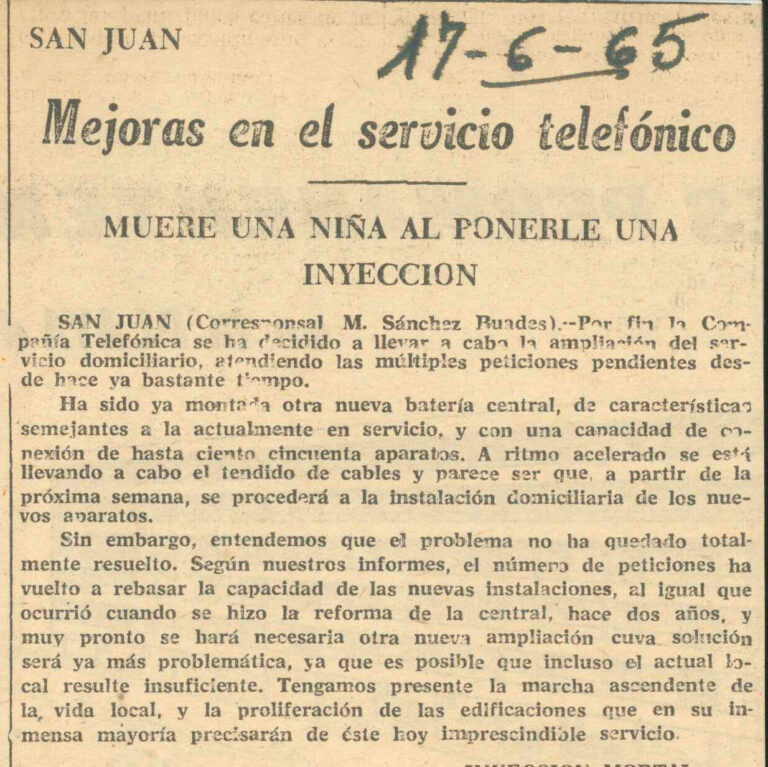 SAN JUAN
17-6-65
Mejoras en el servicio telefónico
MUERE UNA NIÑA AL PONERLE UNA
INYECCION
SAN JUAN (Corresponsal M. Sánchez Buades).--Por fin la Com-
pañía Telefónica se ha decidido a llevar a cabo la ampliación del ser-
vicio domiciliario, atendiendo las múltiples peticiones pendientes des-
de hace ya bastante tiempo.
Ha sido ya montada otra nueva batería central, de características
semejantes a la actualmente en servicio, y con una capacidad de co-
nexión de hasta ciento cincuenta aparatos. A ritmo acelerado se está
llevando a cabo el tendido de cables y parece ser que, a partir de la
próxima semana, se procederá a la instalación domiciliaria de los nue-
vos aparatos.
Sin embargo, entendemos que el problema no ha quedado total-
mente resuelto. Según nuestros informes, el número de peticiones ha
vuelto a rebasar la capacidad de las nuevas instalaciones, al igual que
ocurrió cuando se hizo la reforma de la central, hace dos años, y
muy pronto se hará necesaria otra nueva ampliación cuya solución
será ya más problemática, ya que es posible que incluso el actual lo-
cal resulte insuficiente. Tengamos presente la marcha ascendente de
la, vida local, y la proliferación de las edificaciones que en su in-
mensa mayoría precisarán de éste hoy imprescindible servicio.